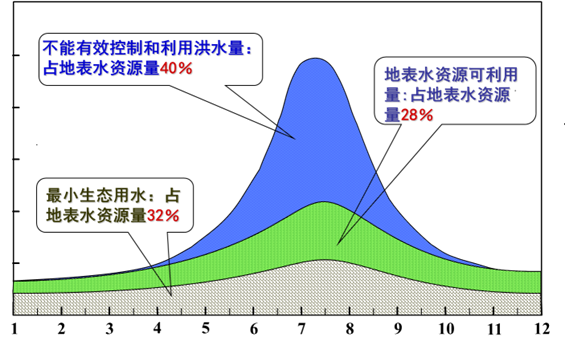 不能有效控制和利用洪水量：
占地表水资源量40%
地表水资源可利用
量:占地表水资源
量28%
最小生态用水：占
地表水资源量32%
1 2 3 4 5 6 7 8 9 10 11 12